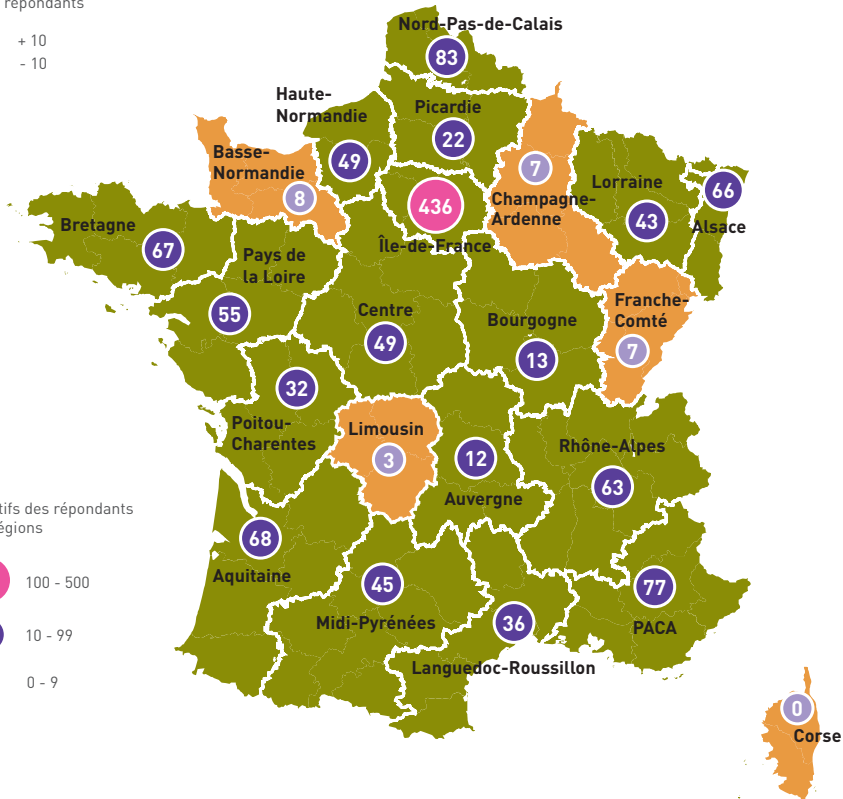 répondants
+ 10
- 10
Nord-Pas-de-Calais
83
Haute-
Normandie
49
Picardie
22
Basse-
Normandie
8
7
Champagne-
Ardenne
Lorraine
43
66
Alsace
436
Île-de-France
Bretagne
67
Pays de
la Loire
55
Centre
49
Bourgogne
13
Franche-
Comté
7
32
Poitou-
Charentes
Limousin
3
12
Auvergne
Rhône-Alpes
63
68
Aquitaine
45
Midi-Pyrénées
36
Languedoc-Roussillon
77
PACA
0
Corse
des répondants
100 - 500
10 - 99
0 - 9